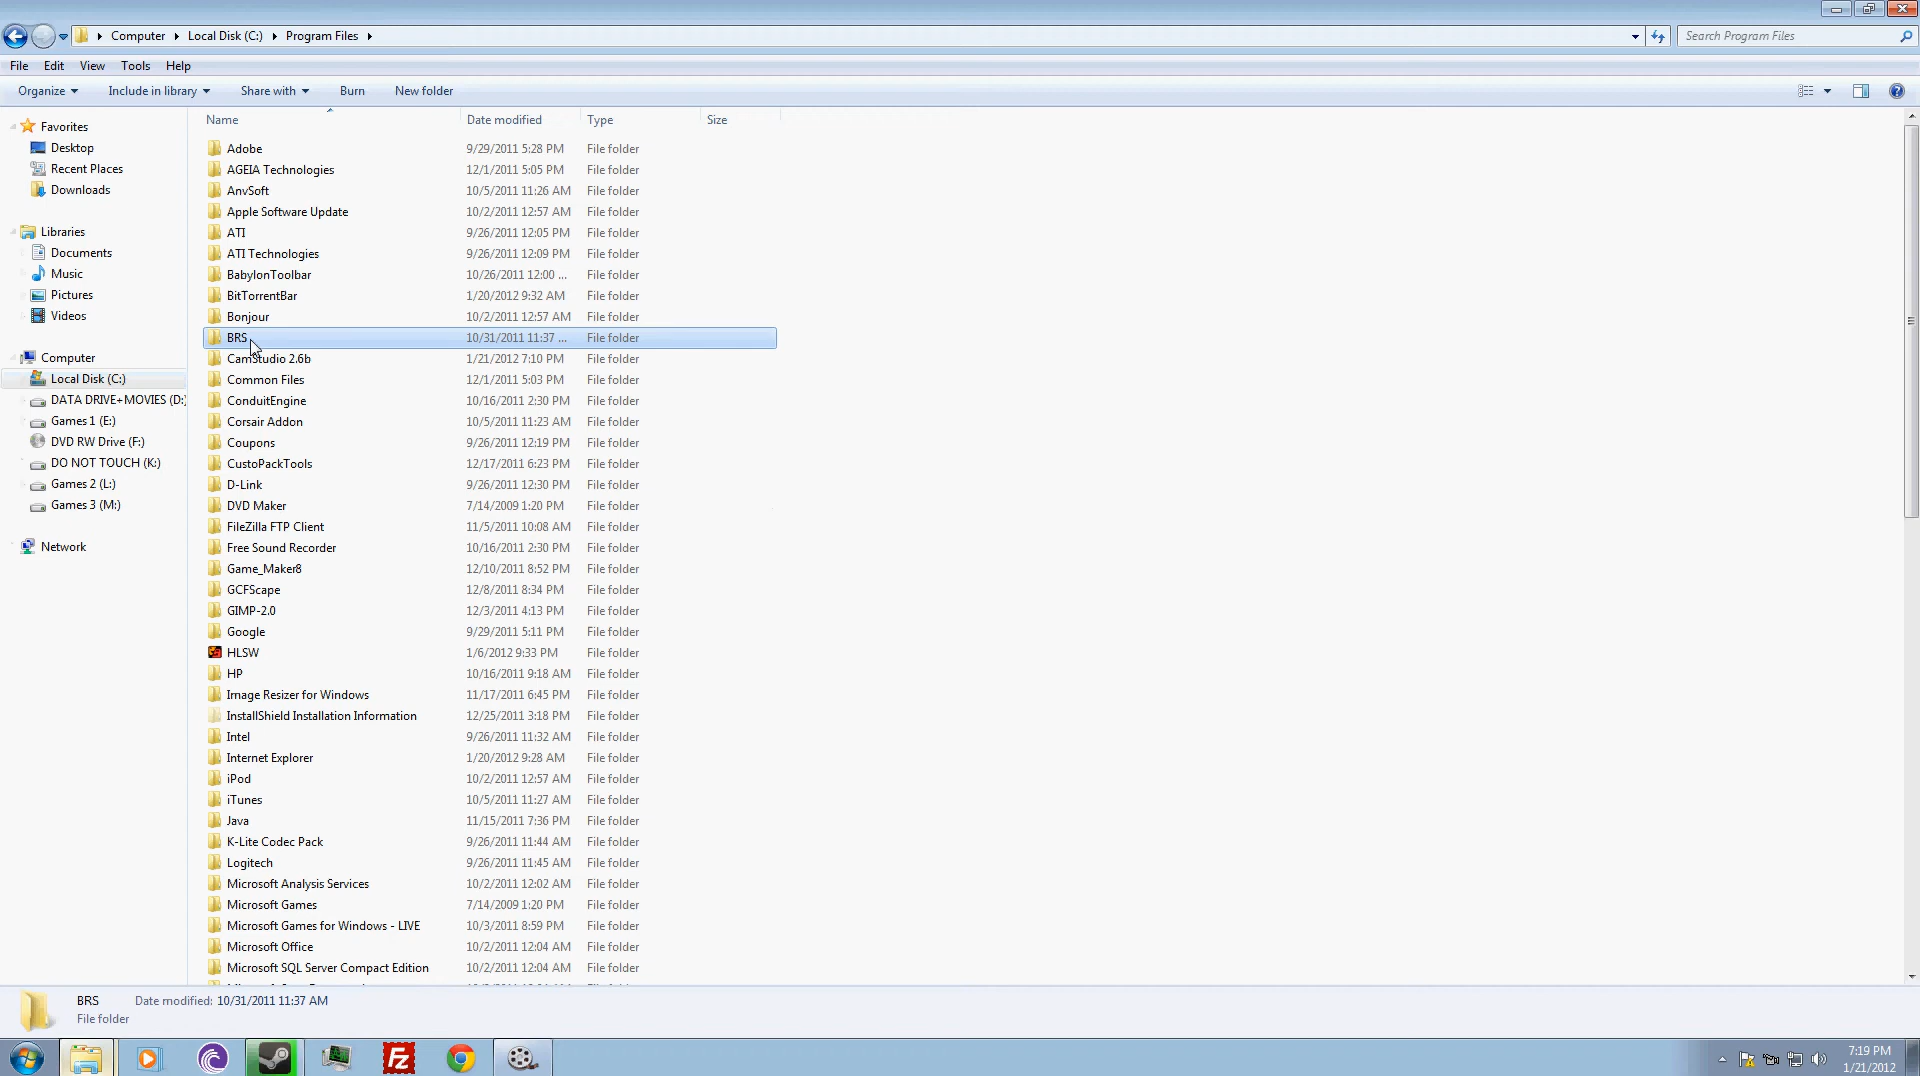 Computer Local Disk (C:) Program Files
Search Program Files
File Edit View Tools Help
Organize Include in library Share with Burn New folder
Name Date modified Type Size
Favorites
Desktop
Recent Places
Downloads
Libraries
Documents
Music
Pictures
Videos
Computer
Local Disk (C:)
DATA DRIVE+MOVIES (D:)
Games 1 (E:)
DVD RW Drive (F:)
DO NOT TOUCH (K:)
Games 2 (L:)
Games 3 (M:)
Network
Adobe 9/29/2011 5:28 PM File folder
AGEIA Technologies 12/1/2011 5:05 PM File folder
AnvSoft 10/5/2011 11:26 AM File folder
Apple Software Update 10/2/2011 12:57 AM File folder
ATI 9/26/2011 12:05 PM File folder
ATI Technologies 9/26/2011 12:09 PM File folder
BabylonToolbar 10/26/2011 12:00 ... File folder
BitTorrentBar 1/20/2012 9:32 AM File folder
Bonjour 10/2/2011 12:57 AM File folder
BRS 10/31/2011 11:37 ... File folder
CamStudio 2.6b 1/21/2012 7:10 PM File folder
Common Files 12/1/2011 5:03 PM File folder
ConduitEngine 10/16/2011 2:30 PM File folder
Corsair Addon 10/5/2011 11:23 AM File folder
Coupons 9/26/2011 12:19 PM File folder
CustoPackTools 12/17/2011 6:23 PM File folder
D-Link 9/26/2011 12:30 PM File folder
DVD Maker 7/14/2009 1:20 PM File folder
FileZilla FTP Client 11/5/2011 10:08 AM File folder
Free Sound Recorder 10/16/2011 2:30 PM File folder
Game_Maker8 12/10/2011 8:52 PM File folder
GCFScape 12/8/2011 8:34 PM File folder
GIMP-2.0 12/3/2011 4:13 PM File folder
Google 9/29/2011 5:11 PM File folder
HLSW 1/6/2012 9:33 PM File folder
HP 10/16/2011 9:18 AM File folder
Image Resizer for Windows 11/17/2011 6:45 PM File folder
InstallShield Installation Information 12/25/2011 3:18 PM File folder
Intel 9/26/2011 11:32 AM File folder
Internet Explorer 1/20/2012 9:28 AM File folder
iPod 10/2/2011 12:57 AM File folder
iTunes 10/5/2011 11:27 AM File folder
Java 11/15/2011 7:36 PM File folder
K-Lite Codec Pack 9/26/2011 11:44 AM File folder
Logitech 9/26/2011 11:45 AM File folder
Microsoft Analysis Services 10/2/2011 12:02 AM File folder
Microsoft Games 7/14/2009 1:20 PM File folder
Microsoft Games for Windows - LIVE 10/3/2011 8:59 PM File folder
Microsoft Office 10/2/2011 12:04 AM File folder
Microsoft SQL Server Compact Edition 10/2/2011 12:04 AM File folder
BRS Date modified: 10/31/2011 11:37 AM
File folder
Fz
7:19 PM
1/21/2012